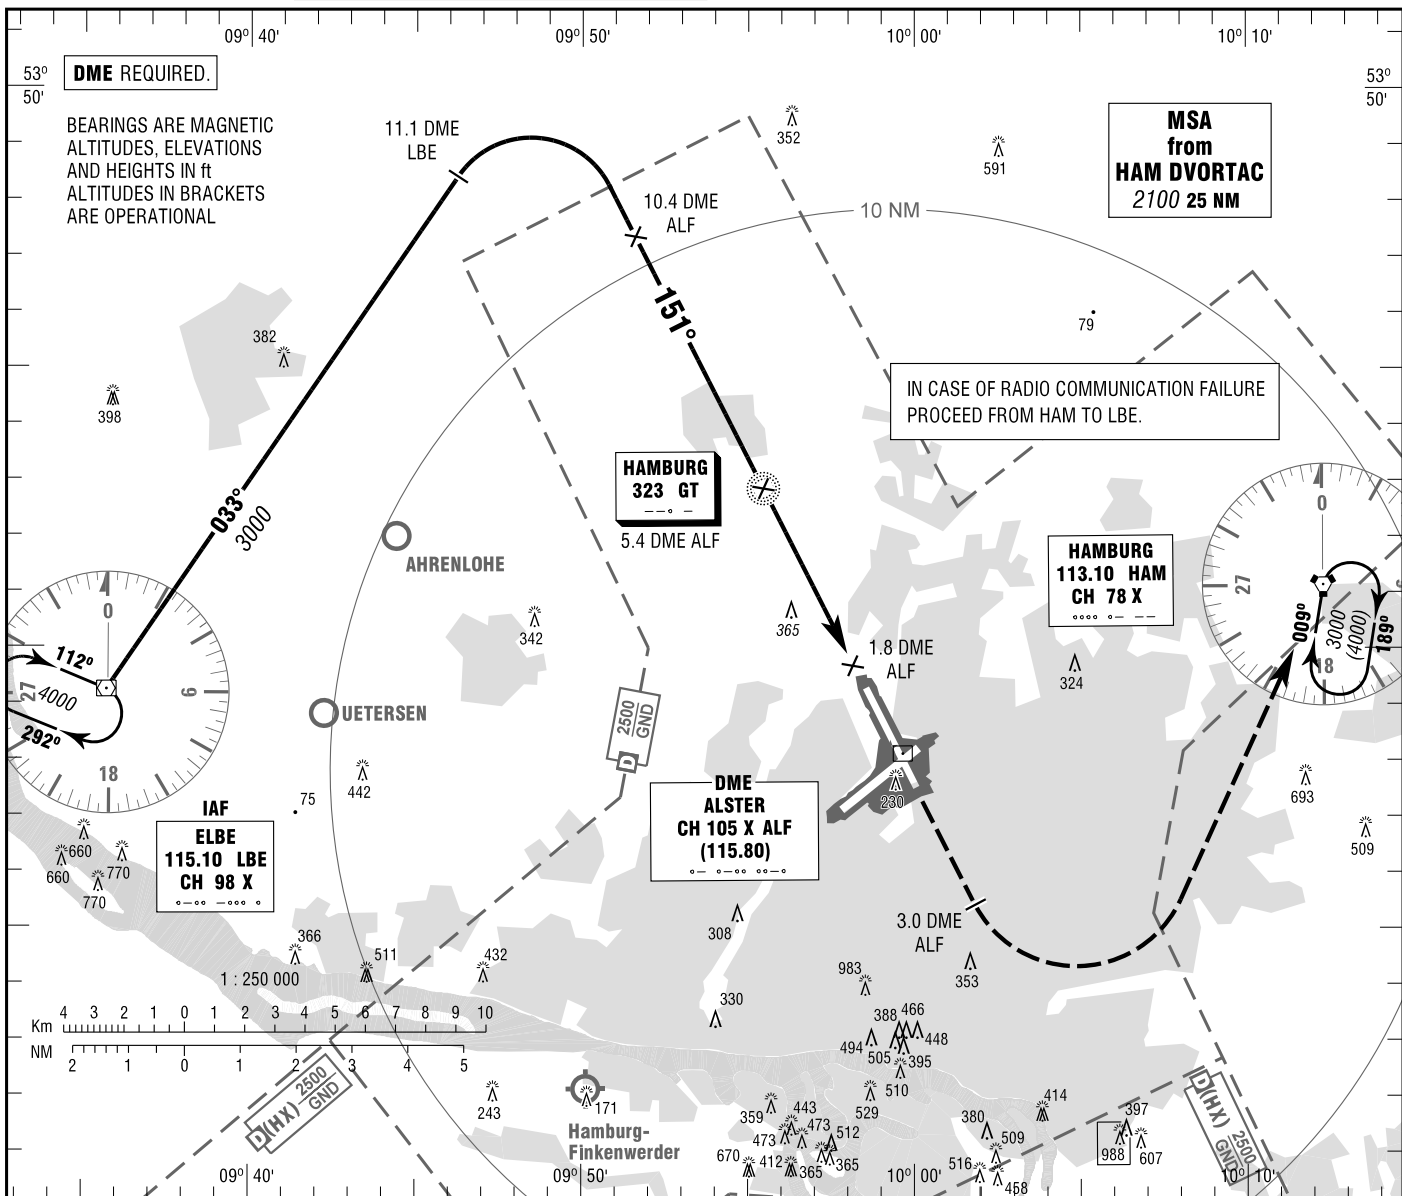 09° 40'
09° 50'
10° 00'
10° 10'
53°
50'
53°
50'
DME REQUIRED.
BEARINGS ARE MAGNETIC
ALTITUDES, ELEVATIONS
AND HEIGHTS IN ft
ALTITUDES IN BRACKETS
ARE OPERATIONAL
11.1 DME
LBE
352
591
MSA
from
HAM DVORTAC
2100 25 NM
10.4 DME
ALF
10 NM
151°
79
382
398
IN CASE OF RADIO COMMUNICATION FAILURE
PROCEED FROM HAM TO LBE.
HAMBURG
323 GT
5.4 DME ALF
033°
3000
AHRENLOHE
HAMBURG
113.10 HAM
CH 78 X
0
27
18
6
009°
3000
(4000)
189°
0
6
18
27
112°
4000
292°
342
365
1.8 DME
ALF
324
UETERSEN
2500
GND
D
442
75
230
693
509
IAF
ELBE
115.10 LBE
CH 98 X
DME
ALSTER
CH 105 X ALF
(115.80)
660
660
770
770
308
3.0 DME
ALF
353
366
511
432
983
1 : 250 000
330
Km
4 3 2 1 0 1 2 3 4 5 6 7 8 9 10
NM
2 1 0 1 2 3 4 5
388
466
494
505
448
395
510
529
D(HX) 2500
GND
243
171
Hamburg-
Finkenwerder
359
443
473
473
512
670
412
365
365
380
509
516
458
414
397
988
607
D(HX) 2500
GND
09° 40'
09° 50'
10° 00'
10° 10'